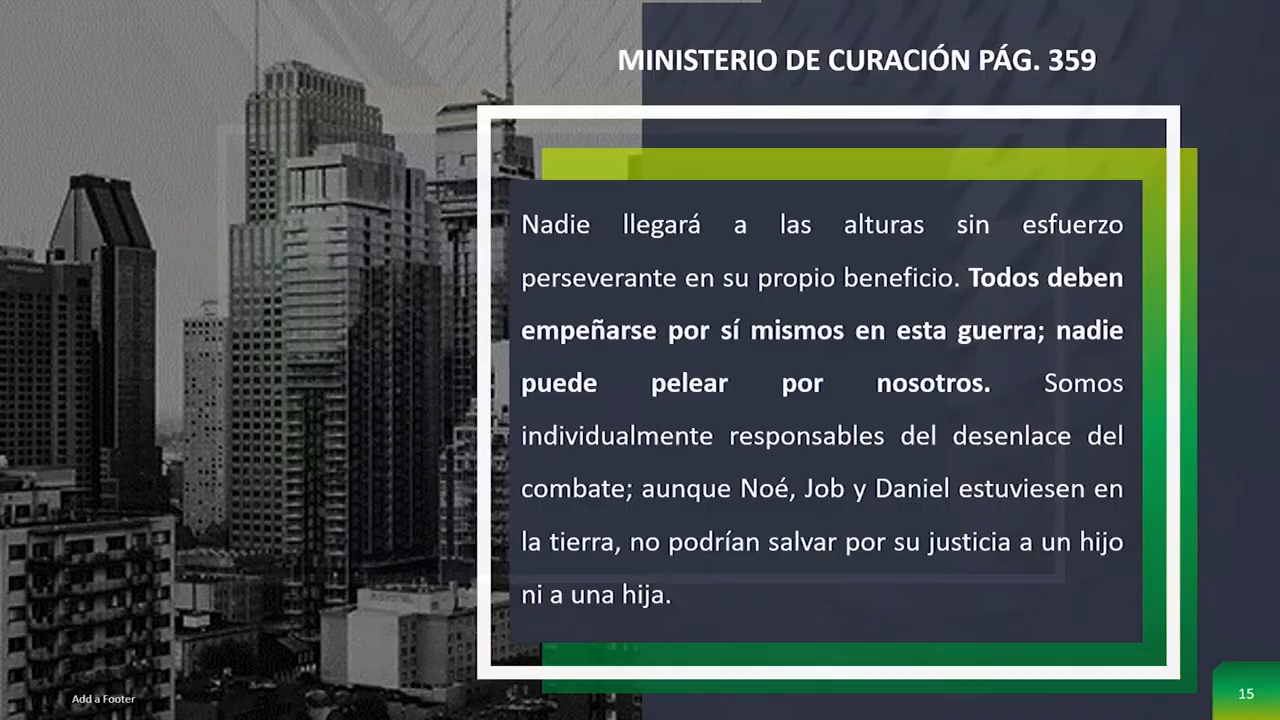 MINISTERIO DE CURACIÓN PÁG. 359
Nadie llegará a las alturas sin esfuerzo
perseverante en su propio beneficio. Todos deben
empeñarse por sí mismos en esta guerra; nadie
puede pelear por nosotros. Somos
individualmente responsables del desenlace del
combate; aunque Noé, Job y Daniel estuviesen en
la tierra, no podrían salvar por su justicia a un hijo
ni a una hija.
Add a Footer
15